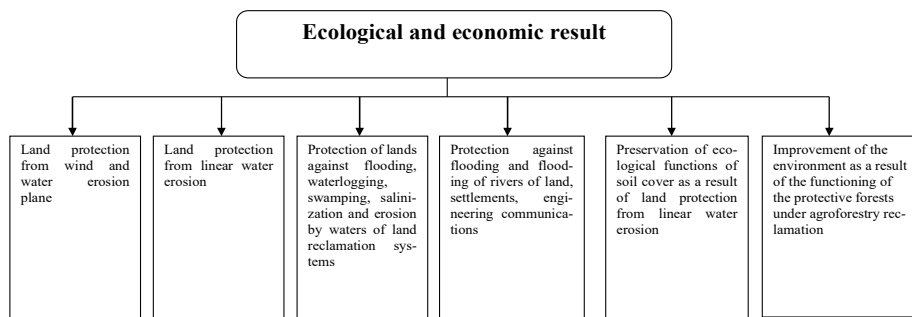 Ecological and economic result
Land protection
from wind and
water erosion
plane
Land protection
from linear water
erosion
Protection of lands
against flooding,
waterlogging,
swamping, salini-
zation and erosion
by waters of land
reclamation sys-
tems
Protection against
flooding and flood-
ing of rivers of land,
settlements, engi-
neering communica-
tions
Preservation of eco-
logical functions of
soil cover as a result
of land protection
from linear water
erosion
Improvement of the
environment as a result
of the functioning of
the protective forests
under agroforestry rec-
lamation